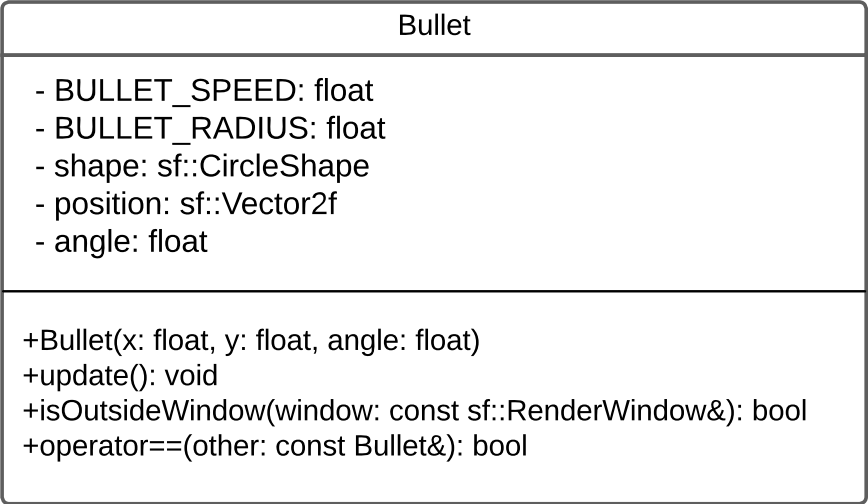 Bullet
- BULLET_SPEED: float
- BULLET_RADIUS: float
- shape: sf::CircleShape
- position: sf::Vector2f
- angle: float
+Bullet(x: float, y: float, angle: float)
+update(): void
+isOutsideWindow(window: const sf::RenderWindow&): bool
+operator==(other: const Bullet&): bool